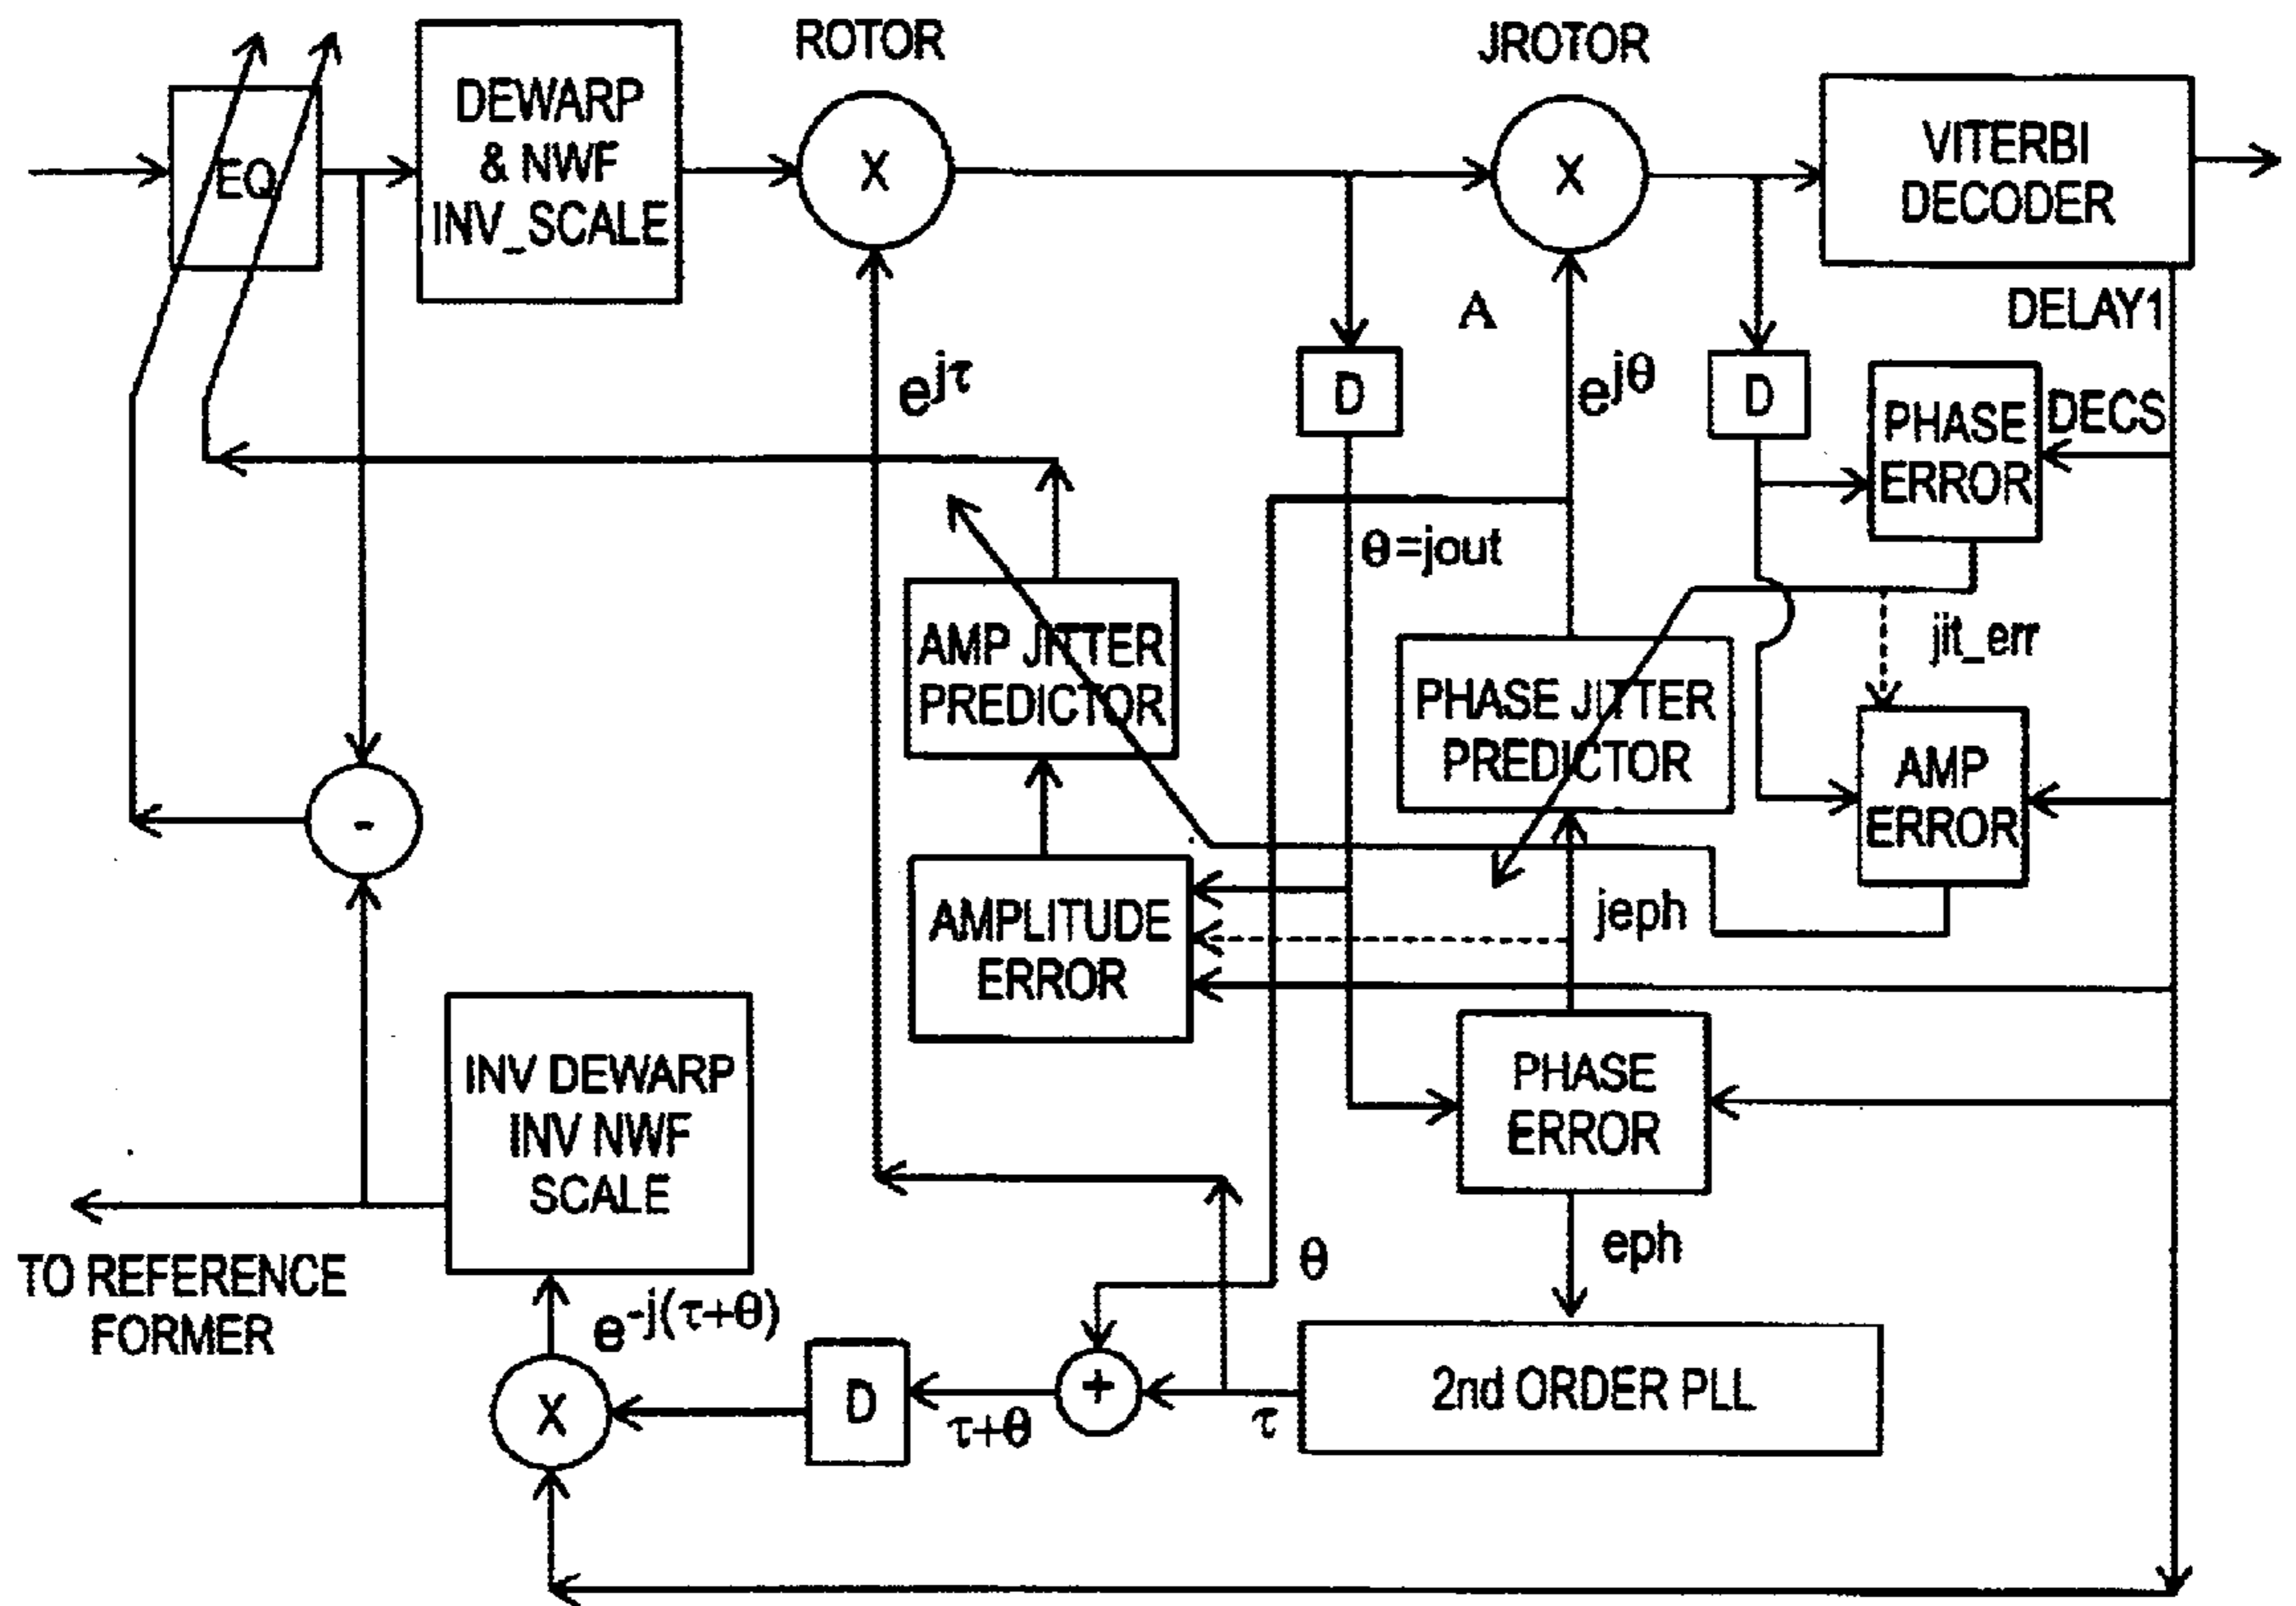 ROTOR
JROTOR
EQ
DEWARP
& NWF
INV_SCALE
X
X
VITERBI
DECODER
DELAY1
A
e^jτ
D
e^jθ
D
PHASE
ERROR
DECS
θ=jout
jit_err
AMP JITTER
PREDICTOR
PHASE JITTER
PREDICTOR
AMP
ERROR
-
AMPLITUDE
ERROR
jeph
INV DEWARP
INV NWF
SCALE
PHASE
ERROR
eph
θ
TO REFERENCE
FORMER
e^-j(τ+θ)
X
D
τ+θ
+
τ
2nd ORDER PLL